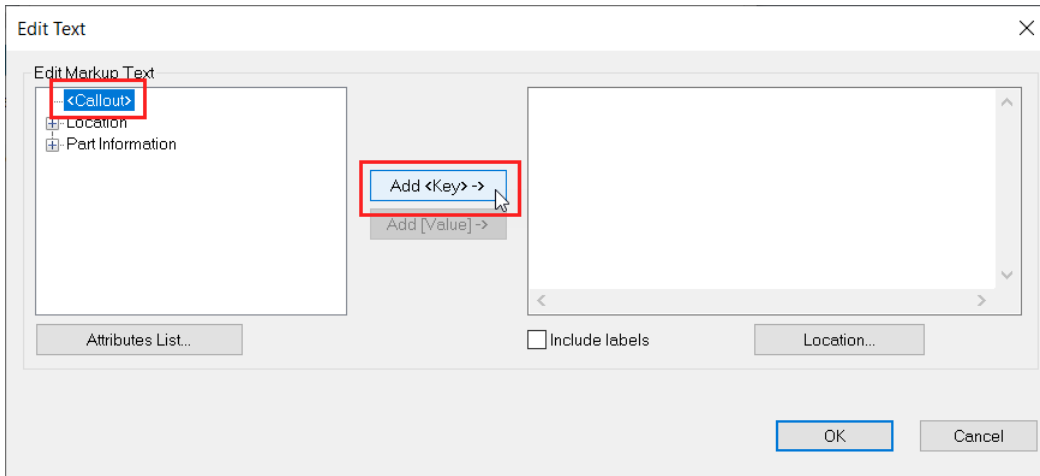 Edit Text
Edit Markup Text
<Callout>
Location
Part Information
Add <Key> ->
Add [Value] ->
Attributes List...
Include labels
Location...
OK
Cancel